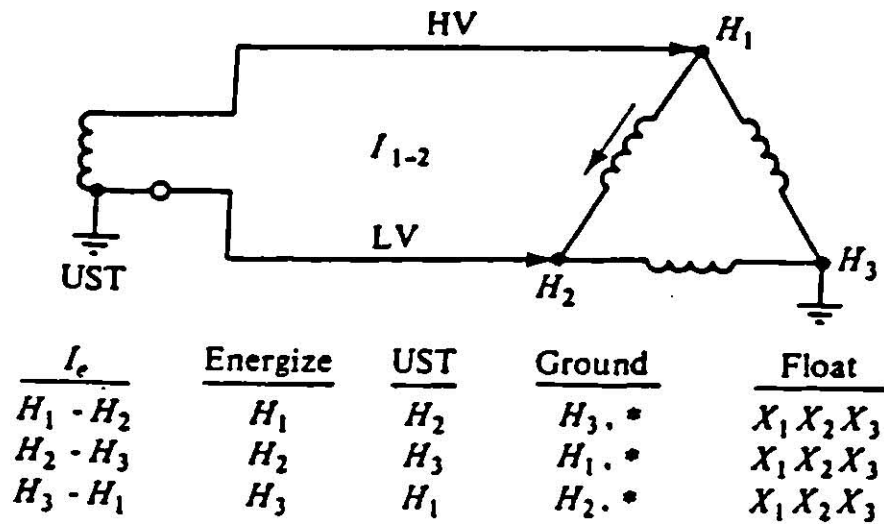 HV
H₁
I₁₋₂
LV
UST
H₂
H₃
Iₑ Energize UST Ground Float
H₁ - H₂ H₁ H₂ H₃. * X₁ X₂ X₃
H₂ - H₃ H₂ H₃ H₁. * X₁ X₂ X₃
H₃ - H₁ H₃ H₁ H₂. * X₁ X₂ X₃